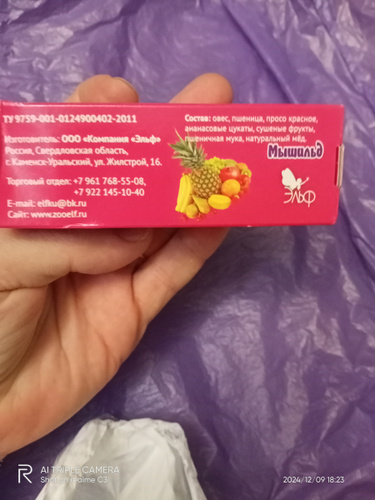 ТУ 9759-001-0124900402-2011
Изготовитель: ООО «Компания «Эльф»
Россия, Свердловская область,
г. Каменск-Уральский, ул. Жилстрой, 16.
Торговый отдел: +7 961 768-55-08,
+7 922 145-10-40
E-mail: elfku@bk.ru
Сайт: www.zooelf.ru
Состав: овес, пшеница, просо красное,
ананасовые цукаты, сушеные фрукты,
пшеничная мука, натуральный мёд.
Мышильд
ЭЛЬФ
R
AI CAMERA
Shot on realme C3
2024/12/09 18:23